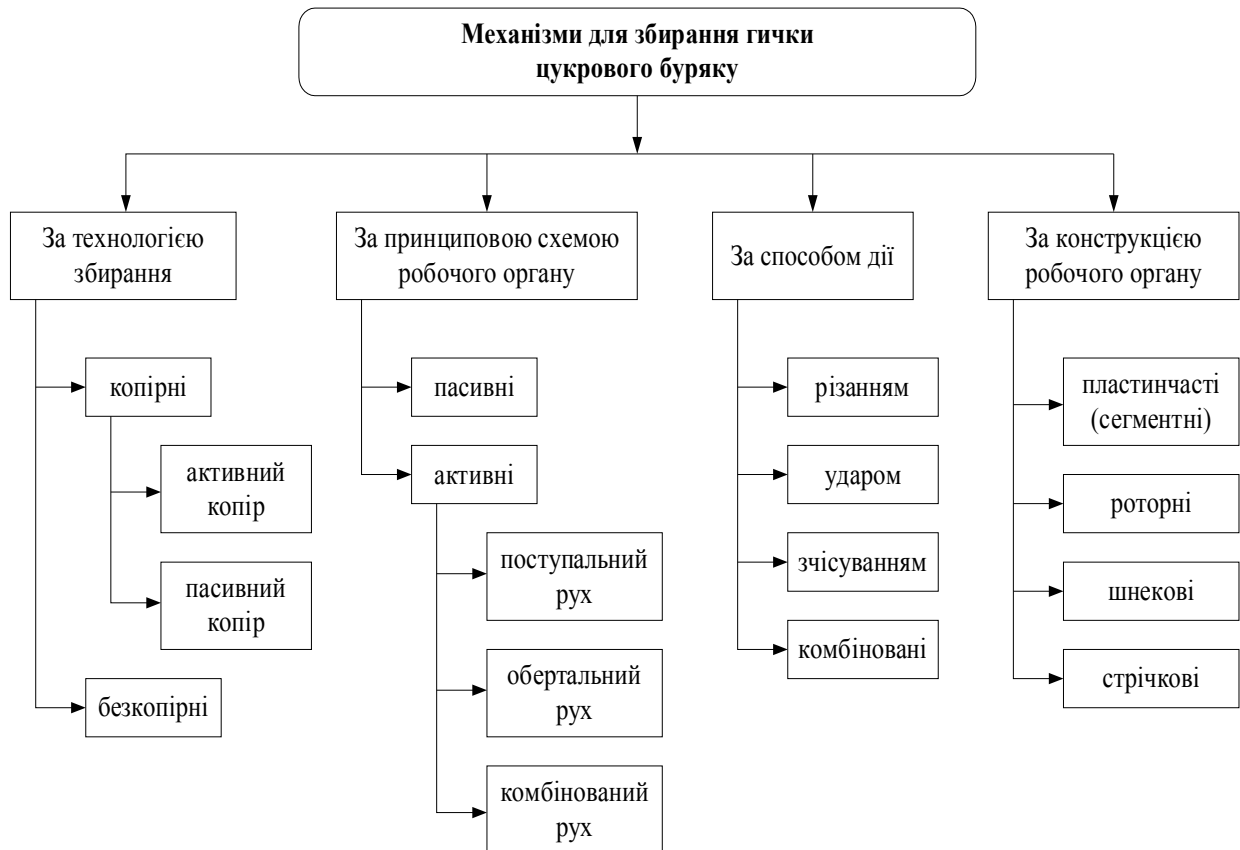 Механізми для збирання гички
цукрового буряку
За технологією
збирання
копірні
активний
копір
пасивний
копір
безкопірні
За принциповою схемою
робочого органу
пасивні
активні
поступальний
рух
обертальний
рух
комбінований
рух
За способом дії
різанням
ударом
зчісуванням
комбіновані
За конструкцією
робочого органу
пластинчасті
(сегментні)
роторні
шнекові
стрічкові